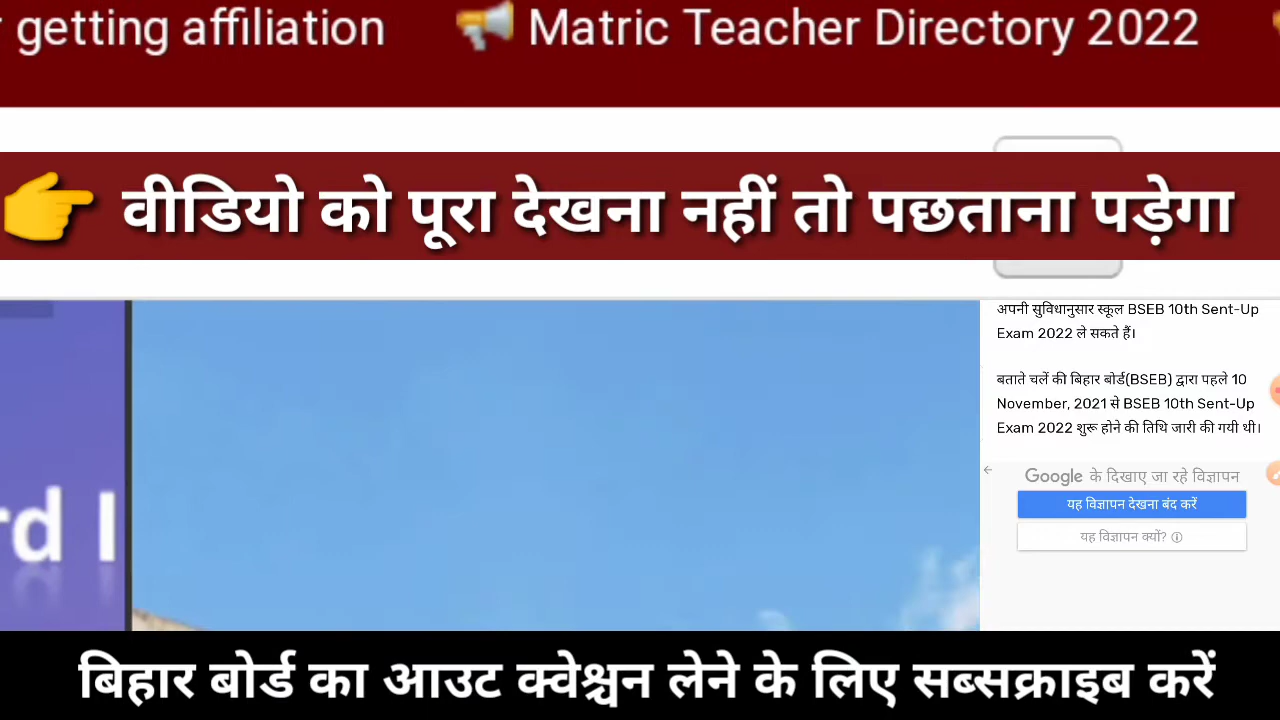 getting affiliation 📢 Matric Teacher Directory 2022
👉 वीडियो को पूरा देखना नहीं तो पछताना पड़ेगा
अपनी सुविधानुसार स्कूल BSEB 10th Sent-Up
Exam 2022 ले सकते हैं।
बताते चलें की बिहार बोर्ड(BSEB) द्वारा पहले 10
November, 2021 से BSEB 10th Sent-Up
Exam 2022 शुरू होने की तिथि जारी की गयी थी।
Google के दिखाए जा रहे विज्ञापन
यह विज्ञापन देखना बंद करें
यह विज्ञापन क्यों?
rd I
बिहार बोर्ड का आउट क्वेश्चन लेने के लिए सब्सक्राइब करें